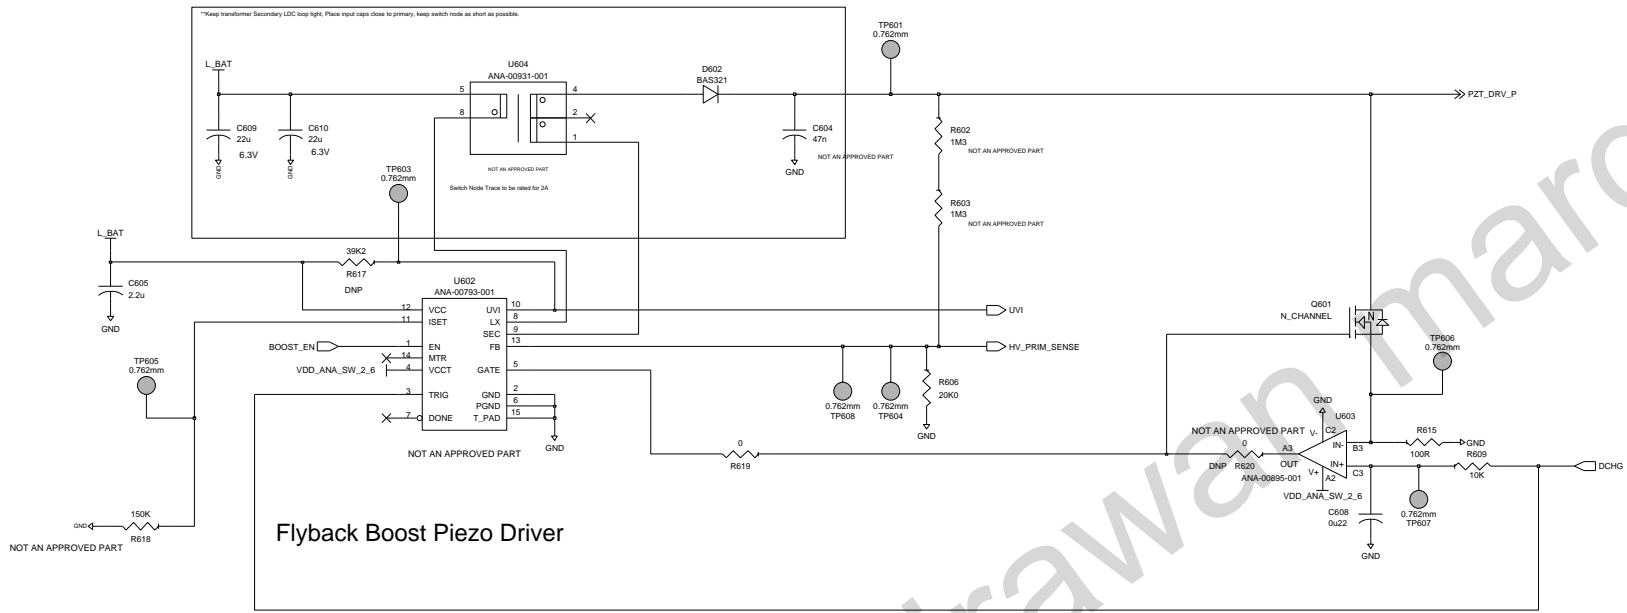 **Keep transformer Secondary LDC loop tight, Place input caps close to primary, keep switch node as short as possible.
TP601
0.762mm
L_BAT
U604
ANA-00931-001
D602
BAS321
5
8
4
2
1
PZT_DRV_P
C609
22u
6.3V
GND
C610
22u
6.3V
GND
C604
47n
NOT AN APPROVED PART
GND
R602
1M3
NOT AN APPROVED PART
NOT AN APPROVED PART
Switch Node Trace to be rated for 2A
TP603
0.762mm
R603
1M3
NOT AN APPROVED PART
L_BAT
39K2
R617
DNP
C605
2.2u
GND
U602
ANA-00793-001
12
VCC
UVI
10
11
ISET
LX
8
SEC
9
1
EN
FB
13
14
MTR
4
VCCT
GATE
5
3
TRIG
GND
2
PGND
6
7
DONE
T_PAD
15
GND
NOT AN APPROVED PART
BOOST_EN
VDD_ANA_SW_2_6
UVI
HV_PRIM_SENSE
TP605
0.762mm
Q601
N_CHANNEL
N
TP606
0.762mm
0.762mm
TP608
0.762mm
TP604
R606
20K0
GND
GND
U603
NOT AN APPROVED PART
V-
C2
IN-
B3
A3
OUT
IN+
C3
V+
A2
ANA-00895-001
VDD_ANA_SW_2_6
0
R619
0
DNP
R620
R615
100R
GND
R609
10K
DCHG
C608
0u22
GND
0.762mm
TP607
GND
150K
R618
NOT AN APPROVED PART
Flyback Boost Piezo Driver